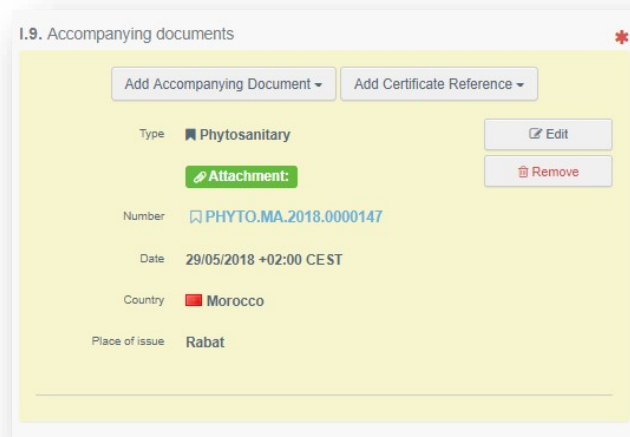 I.9. Accompanying documents *
Add Accompanying Document Add Certificate Reference
Type Phytosanitary Edit
Attachment: Remove
Number PHYTO.MA.2018.0000147
Date 29/05/2018 +02:00 CEST
Country Morocco
Place of issue Rabat